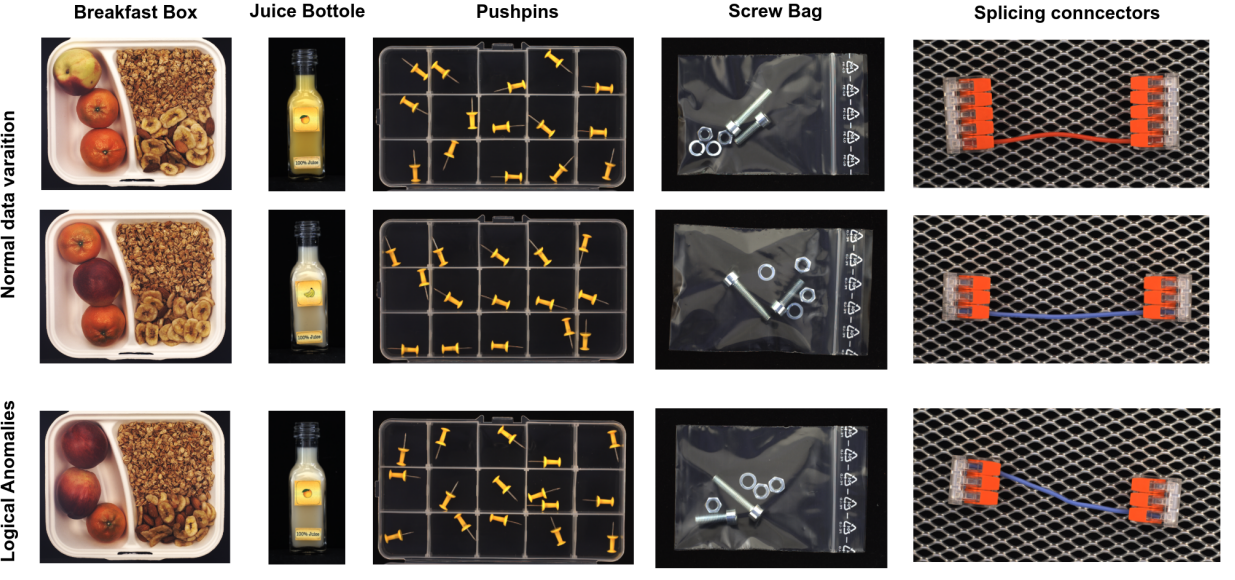 Breakfast Box
Juice Bottole
Pushpins
Screw Bag
Splicing conncectors
Normal data varaition
100% Juice
100% Juice
Logical Anomalies
100% Juice